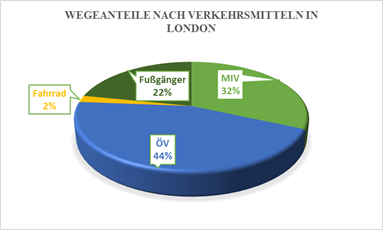 WEGEANTEILE NACH VERKEHRSMITTELN IN
LONDON
Fußgänger
22%
MIV
32%
Fahrrad
2%
ÖV
44%